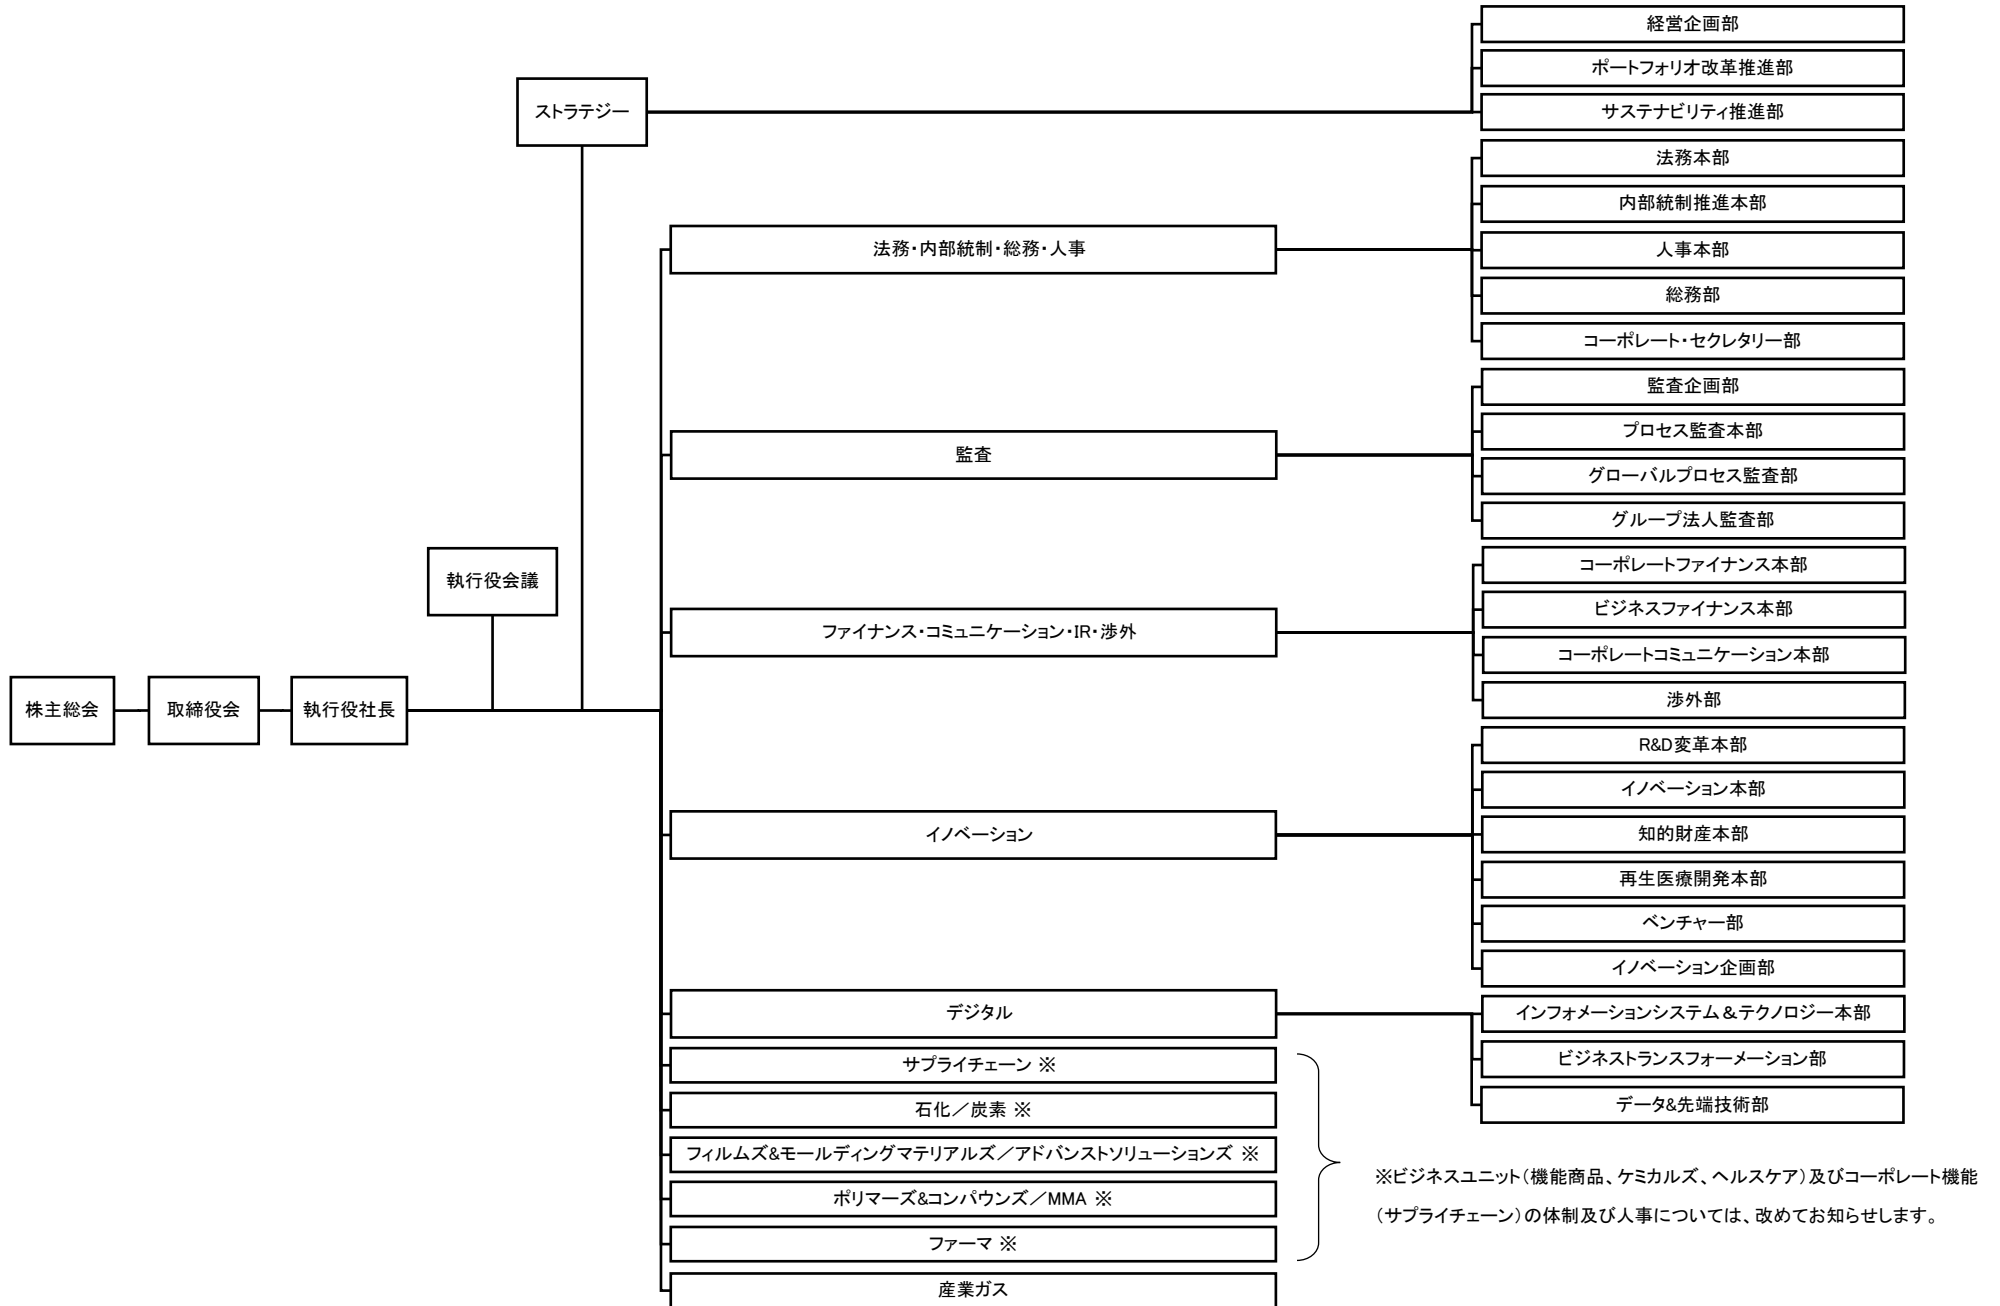 経営企画部
ポートフォリオ改革推進部
ストラテジー
サステナビリティ推進部
法務本部
内部統制推進本部
法務・内部統制・総務・人事
人事本部
総務部
コーポレート・セクレタリー部
監査企画部
プロセス監査本部
監査
グローバルプロセス監査部
グループ法人監査部
コーポレートファイナンス本部
執行役会議
ビジネスファイナンス本部
ファイナンス・コミュニケーション・IR・渉外
コーポレートコミュニケーション本部
渉外部
株主総会
取締役会
執行役社長
R&D変革本部
イノベーション本部
イノベーション
知的財産本部
再生医療開発本部
ベンチャー部
イノベーション企画部
デジタル
インフォメーションシステム＆テクノロジー本部
ビジネストランスフォーメーション部
サプライチェーン ※
データ&先端技術部
石化／炭素 ※
フィルムズ&モールディングマテリアルズ／アドバンストソリューションズ ※
ポリマーズ&コンパウンズ／MMA ※
ファーマ ※
産業ガス
※ビジネスユニット（機能商品、ケミカルズ、ヘルスケア）及びコーポレート機能
（サプライチェーン）の体制及び人事については、改めてお知らせします。